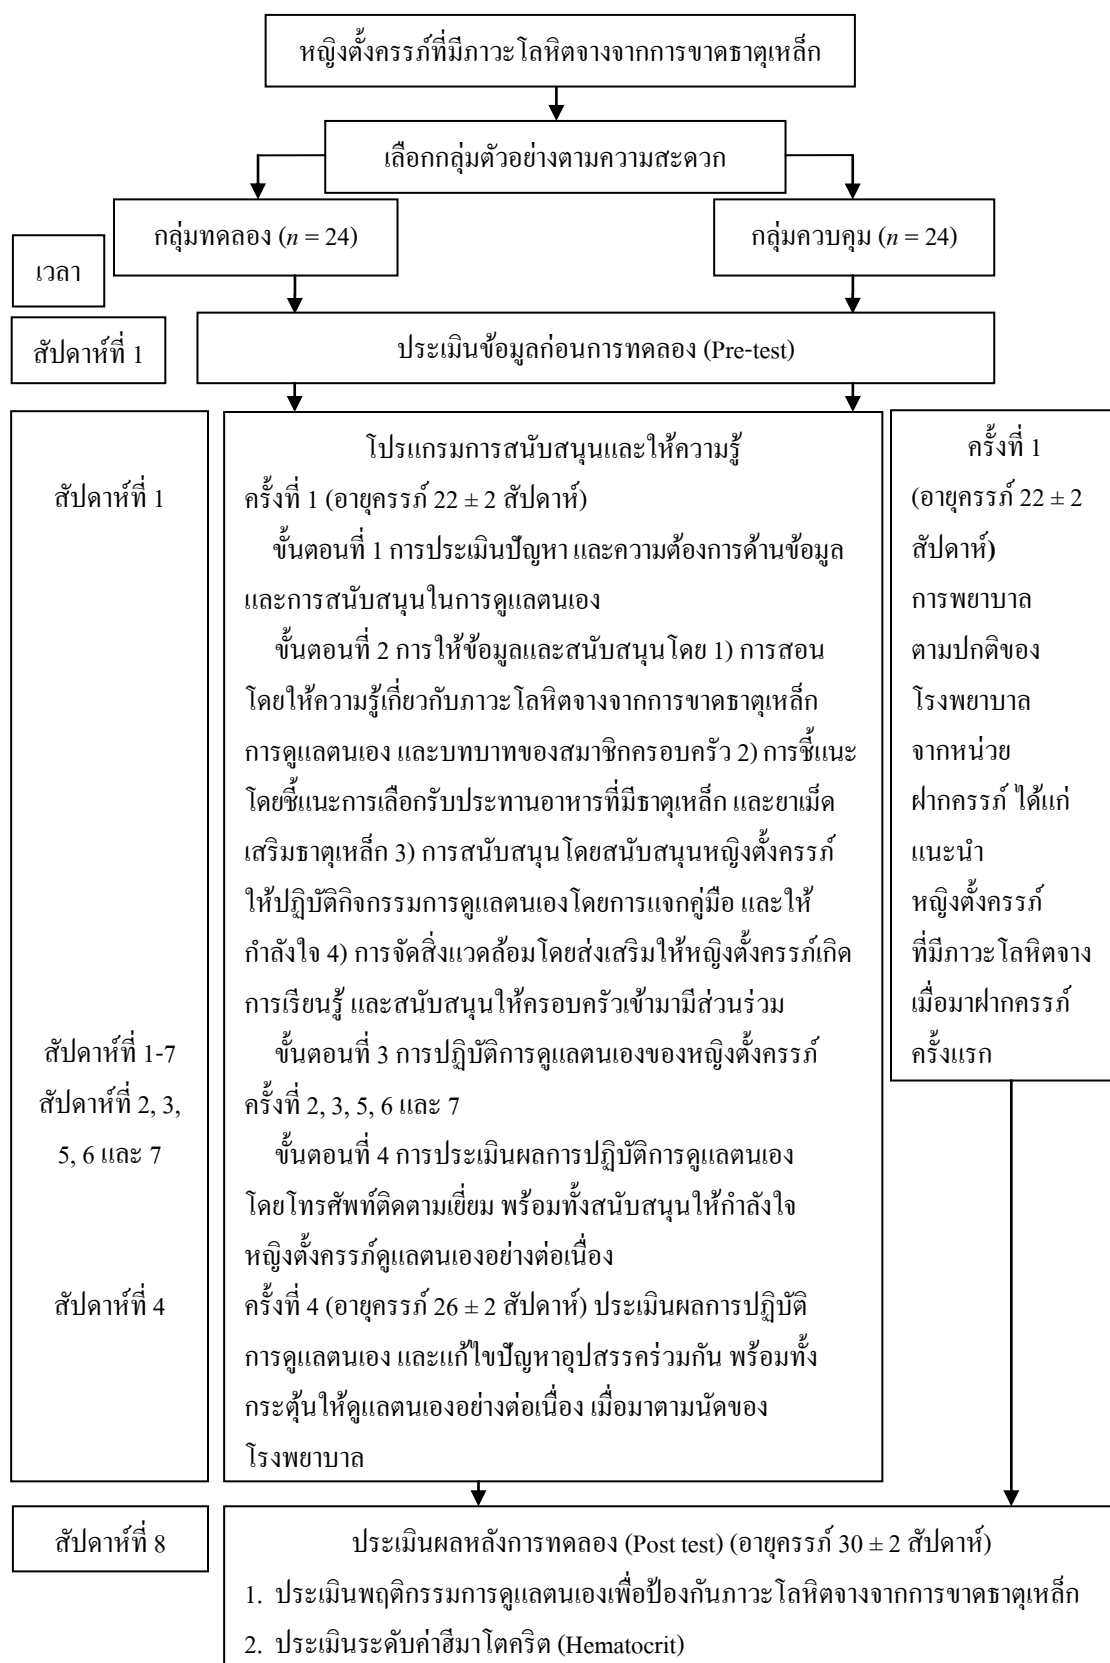 หญิงตั้งครรภ์ที่มีภาวะโลหิตจางจากการขาดธาตุเหล็ก
เลือกกลุ่มตัวอย่างตามความสะดวก
กลุ่มทดลอง (n = 24)
กลุ่มควบคุม (n = 24)
เวลา
สัปดาห์ที่ 1
ประเมินข้อมูลก่อนการทดลอง (Pre-test)
สัปดาห์ที่ 1
สัปดาห์ที่ 1-7
สัปดาห์ที่ 2, 3,
5, 6 และ 7
สัปดาห์ที่ 4
โปรแกรมการสนับสนุนและให้ความรู้
ครั้งที่ 1 (อายุครรภ์ 22 ± 2 สัปดาห์)
ขั้นตอนที่ 1 การประเมินปัญหา และความต้องการด้านข้อมูล
และการสนับสนุนในการดูแลตนเอง
ขั้นตอนที่ 2 การให้ข้อมูลและสนับสนุนโดย 1) การสอน
โดยให้ความรู้เกี่ยวกับภาวะโลหิตจางจากการขาดธาตุเหล็ก
การดูแลตนเอง และบทบาทของสมาชิกครอบครัว 2) การชี้แนะ
โดยชี้แนะการเลือกรับประทานอาหารที่มีธาตุเหล็ก และยาเม็ด
เสริมธาตุเหล็ก 3) การสนับสนุนโดยสนับสนุนหญิงตั้งครรภ์
ให้ปฏิบัติกิจกรรมการดูแลตนเองโดยการแจกคู่มือ และให้
กำลังใจ 4) การจัดสิ่งแวดล้อมโดยส่งเสริมให้หญิงตั้งครรภ์เกิด
การเรียนรู้ และสนับสนุนให้ครอบครัวเข้ามามีส่วนร่วม
ขั้นตอนที่ 3 การปฏิบัติการดูแลตนเองของหญิงตั้งครรภ์
ครั้งที่ 2, 3, 5, 6 และ 7
ขั้นตอนที่ 4 การประเมินผลการปฏิบัติการดูแลตนเอง
โดยโทรศัพท์ติดตามเยี่ยม พร้อมทั้งสนับสนุนให้กำลังใจ
หญิงตั้งครรภ์ดูแลตนเองอย่างต่อเนื่อง
ครั้งที่ 4 (อายุครรภ์ 26 ± 2 สัปดาห์) ประเมินผลการปฏิบัติ
การดูแลตนเอง และแก้ไขปัญหาอุปสรรคร่วมกัน พร้อมทั้ง
กระตุ้นให้ดูแลตนเองอย่างต่อเนื่อง เมื่อมาตามนัดของ
โรงพยาบาล
ครั้งที่ 1
(อายุครรภ์ 22 ± 2
สัปดาห์)
การพยาบาล
ตามปกติของ
โรงพยาบาล
จากหน่วย
ฝากครรภ์ ได้แก่
แนะนำ
หญิงตั้งครรภ์
ที่มีภาวะโลหิตจาง
เมื่อมาฝากครรภ์
ครั้งแรก
สัปดาห์ที่ 8
ประเมินผลหลังการทดลอง (Post test) (อายุครรภ์ 30 ± 2 สัปดาห์)
1. ประเมินพฤติกรรมการดูแลตนเองเพื่อป้องกันภาวะโลหิตจางจากการขาดธาตุเหล็ก
2. ประเมินระดับค่าฮีมาโตคริต (Hematocrit)